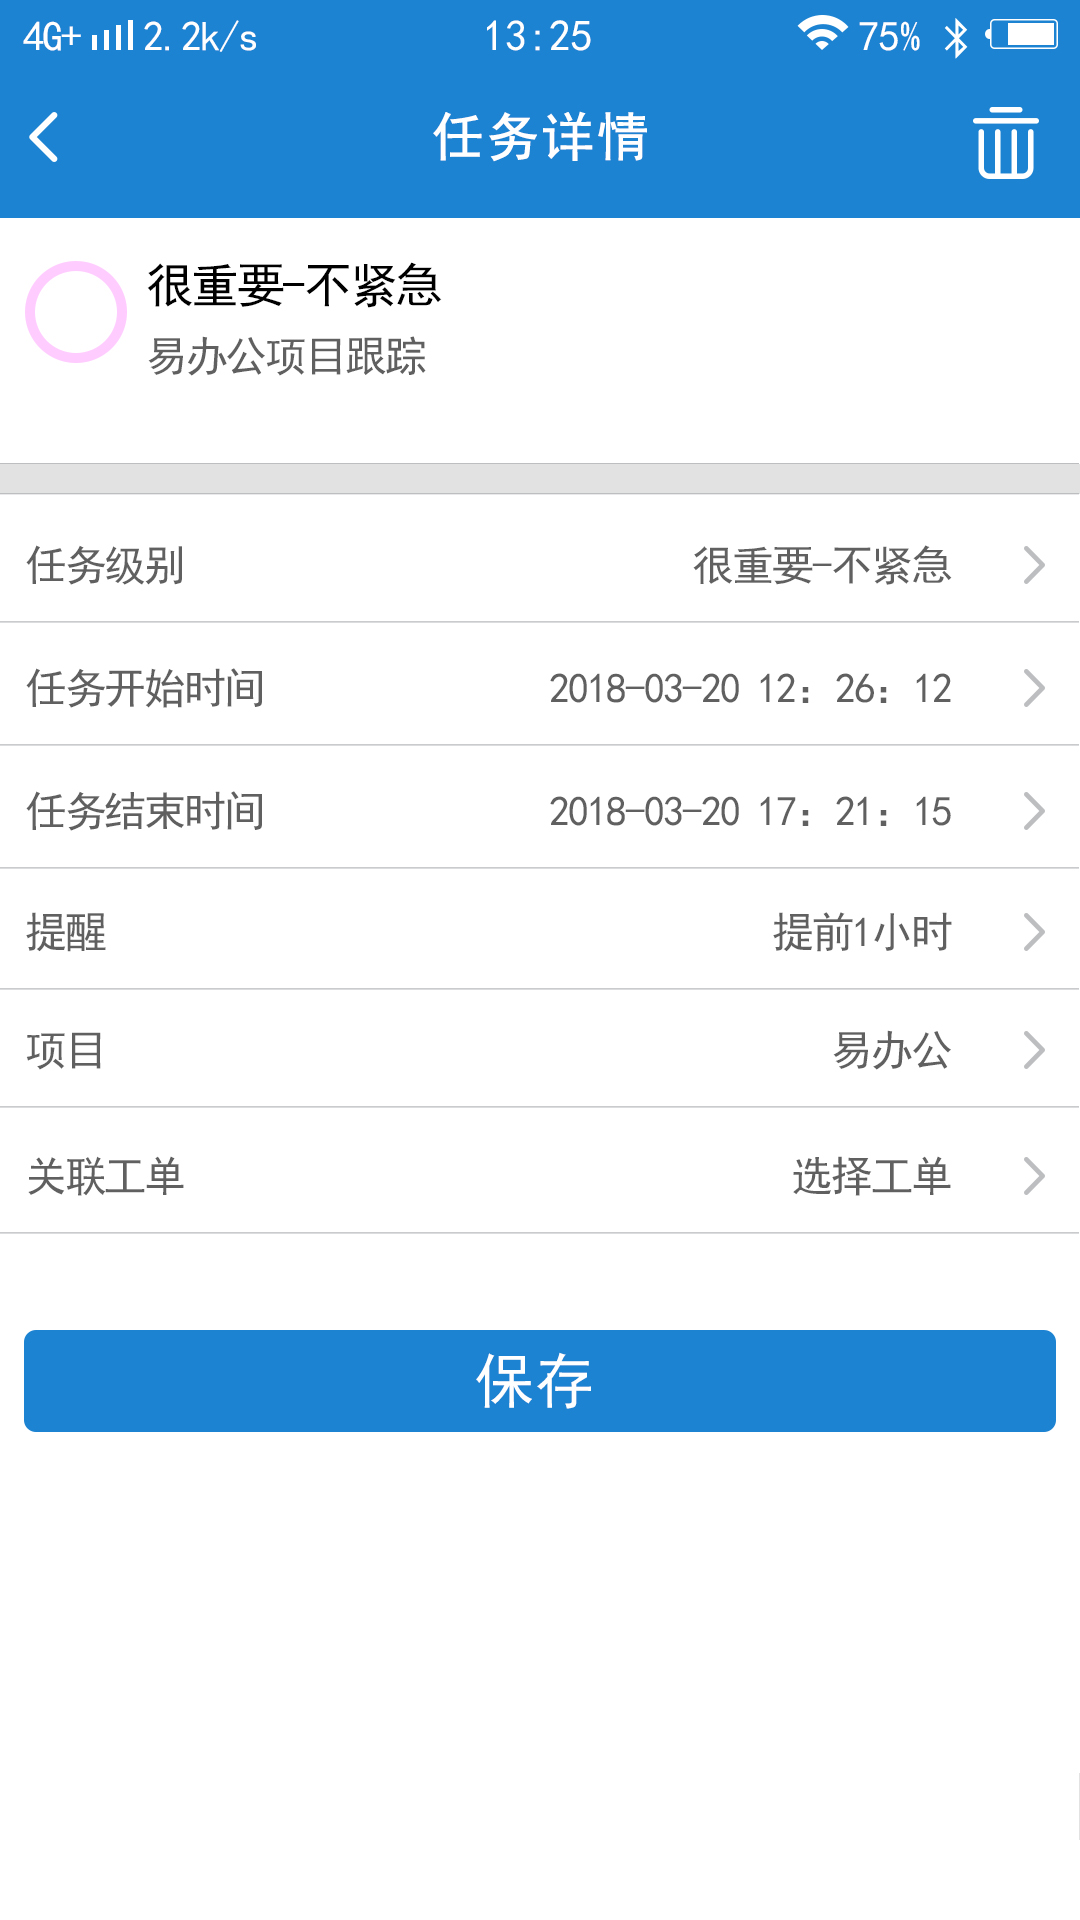 4G+ 2.2k/s 13:25 75%
任务详情
很重要-不紧急
易办公项目跟踪
任务级别 很重要-不紧急
任务开始时间 2018-03-20 12：26：12
任务结束时间 2018-03-20 17：21：15
提醒 提前1小时
项目 易办公
关联工单 选择工单
保存